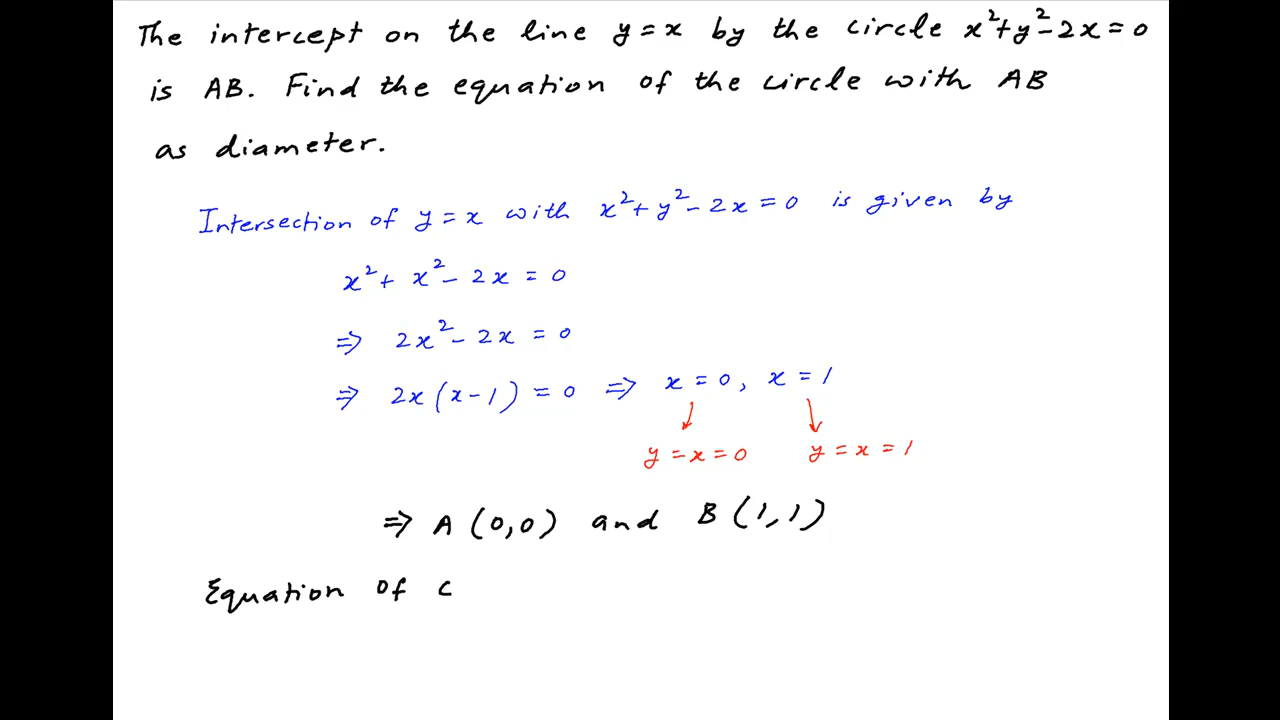 The intercept on the line y = x by the circle x²+y²-2x = 0
is AB. Find the equation of the circle with AB
as diameter.
Intersection of y = x with x²+ y²- 2x = 0 is given by
x²+ x²- 2x = 0
⇒ 2x²- 2x = 0
⇒ 2x(x-1) = 0 ⇒ x = 0, x = 1
y = x = 0 y = x = 1
⇒ A (0,0) and B (1,1)
Equation of c